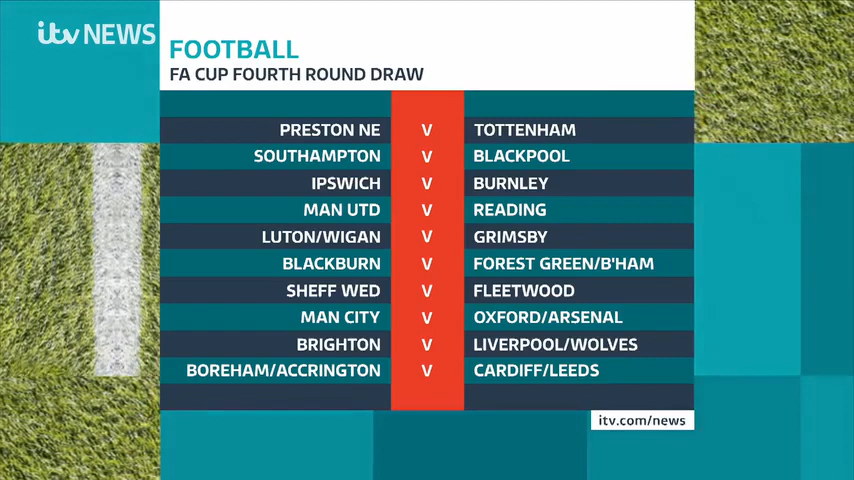 itv NEWS
FOOTBALL
FA CUP FOURTH ROUND DRAW
PRESTON NE V TOTTENHAM
SOUTHAMPTON V BLACKPOOL
IPSWICH V BURNLEY
MAN UTD V READING
LUTON/WIGAN V GRIMSBY
BLACKBURN V FOREST GREEN/B'HAM
SHEFF WED V FLEETWOOD
MAN CITY V OXFORD/ARSENAL
BRIGHTON V LIVERPOOL/WOLVES
BOREHAM/ACCRINGTON V CARDIFF/LEEDS
itv.com/news